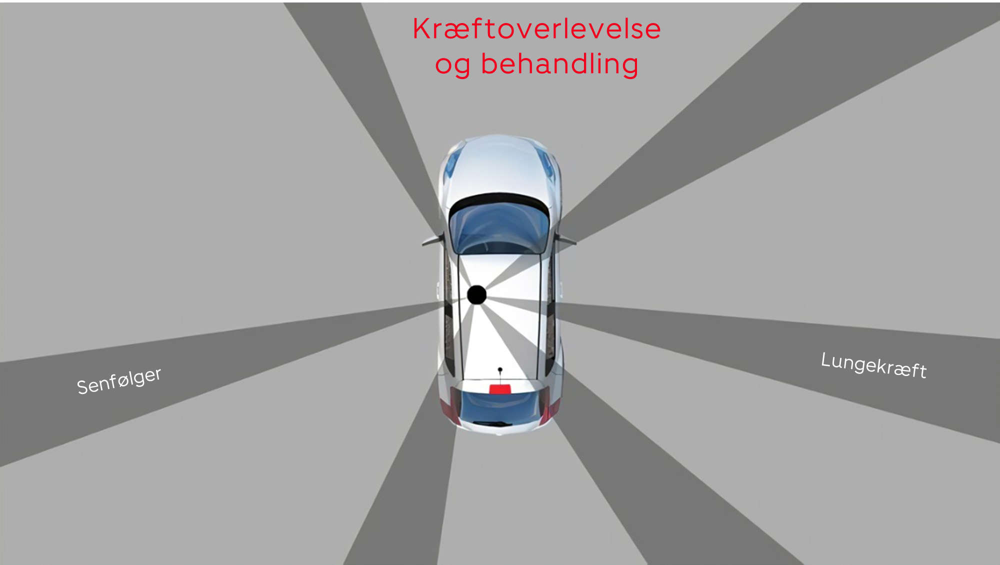 Kræftoverlevelse
og behandling
Lungekræft
Senfølger